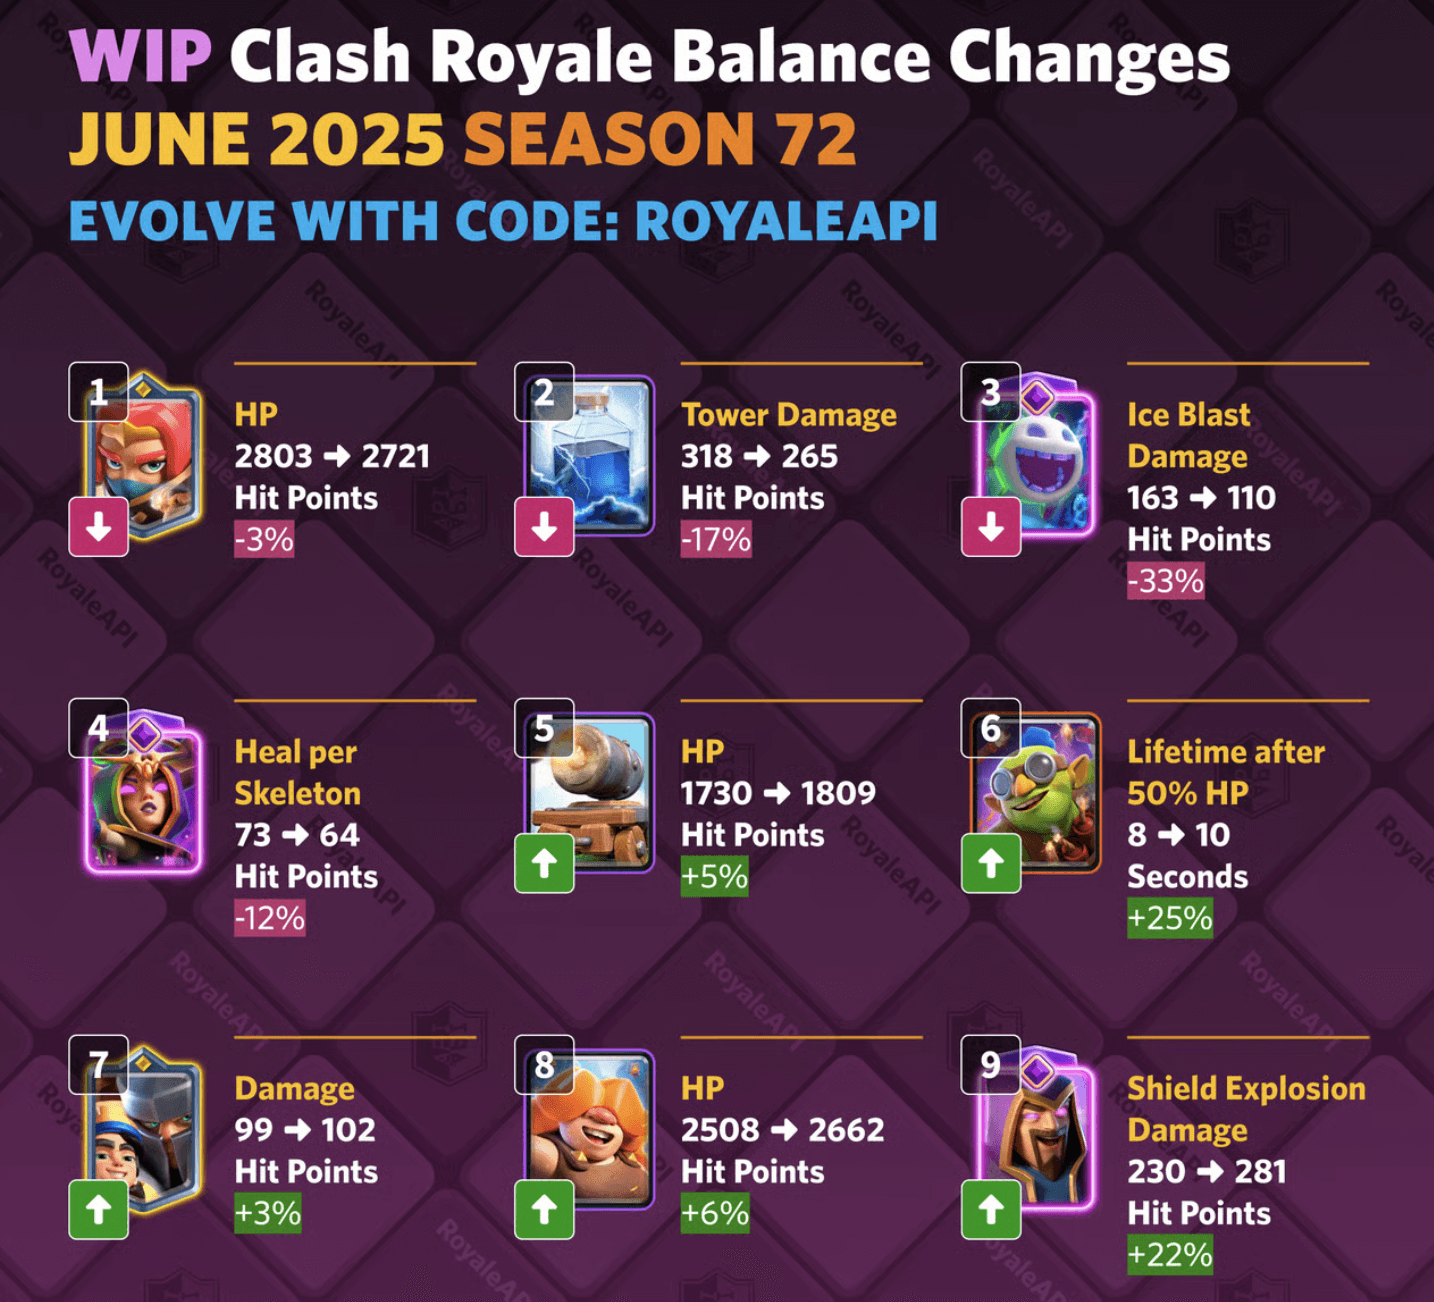 WIP Clash Royale Balance Changes
JUNE 2025 SEASON 72
EVOLVE WITH CODE: ROYALEAPI
1
HP
2803 → 2721
Hit Points
-3%
2
Tower Damage
318 → 265
Hit Points
-17%
3
Ice Blast
Damage
163 → 110
Hit Points
-33%
4
Heal per
Skeleton
73 → 64
Hit Points
-12%
5
HP
1730 → 1809
Hit Points
+5%
6
Lifetime after
50% HP
8 → 10
Seconds
+25%
7
Damage
99 → 102
Hit Points
+3%
8
HP
2508 → 2662
Hit Points
+6%
9
Shield Explosion
Damage
230 → 281
Hit Points
+22%
RoyaleAPI